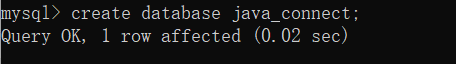 mysql> create database java_connect;
Query OK, 1 row affected (0.02 sec)